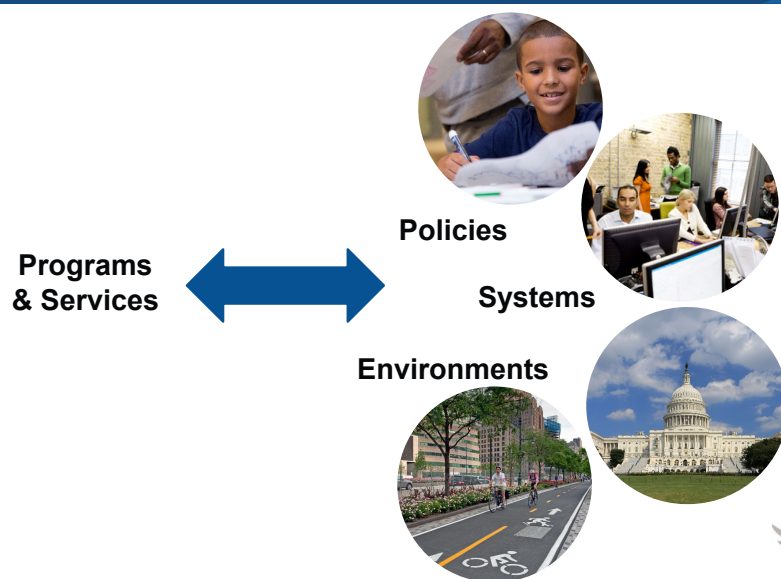 Programs
& Services
Policies
Systems
Environments